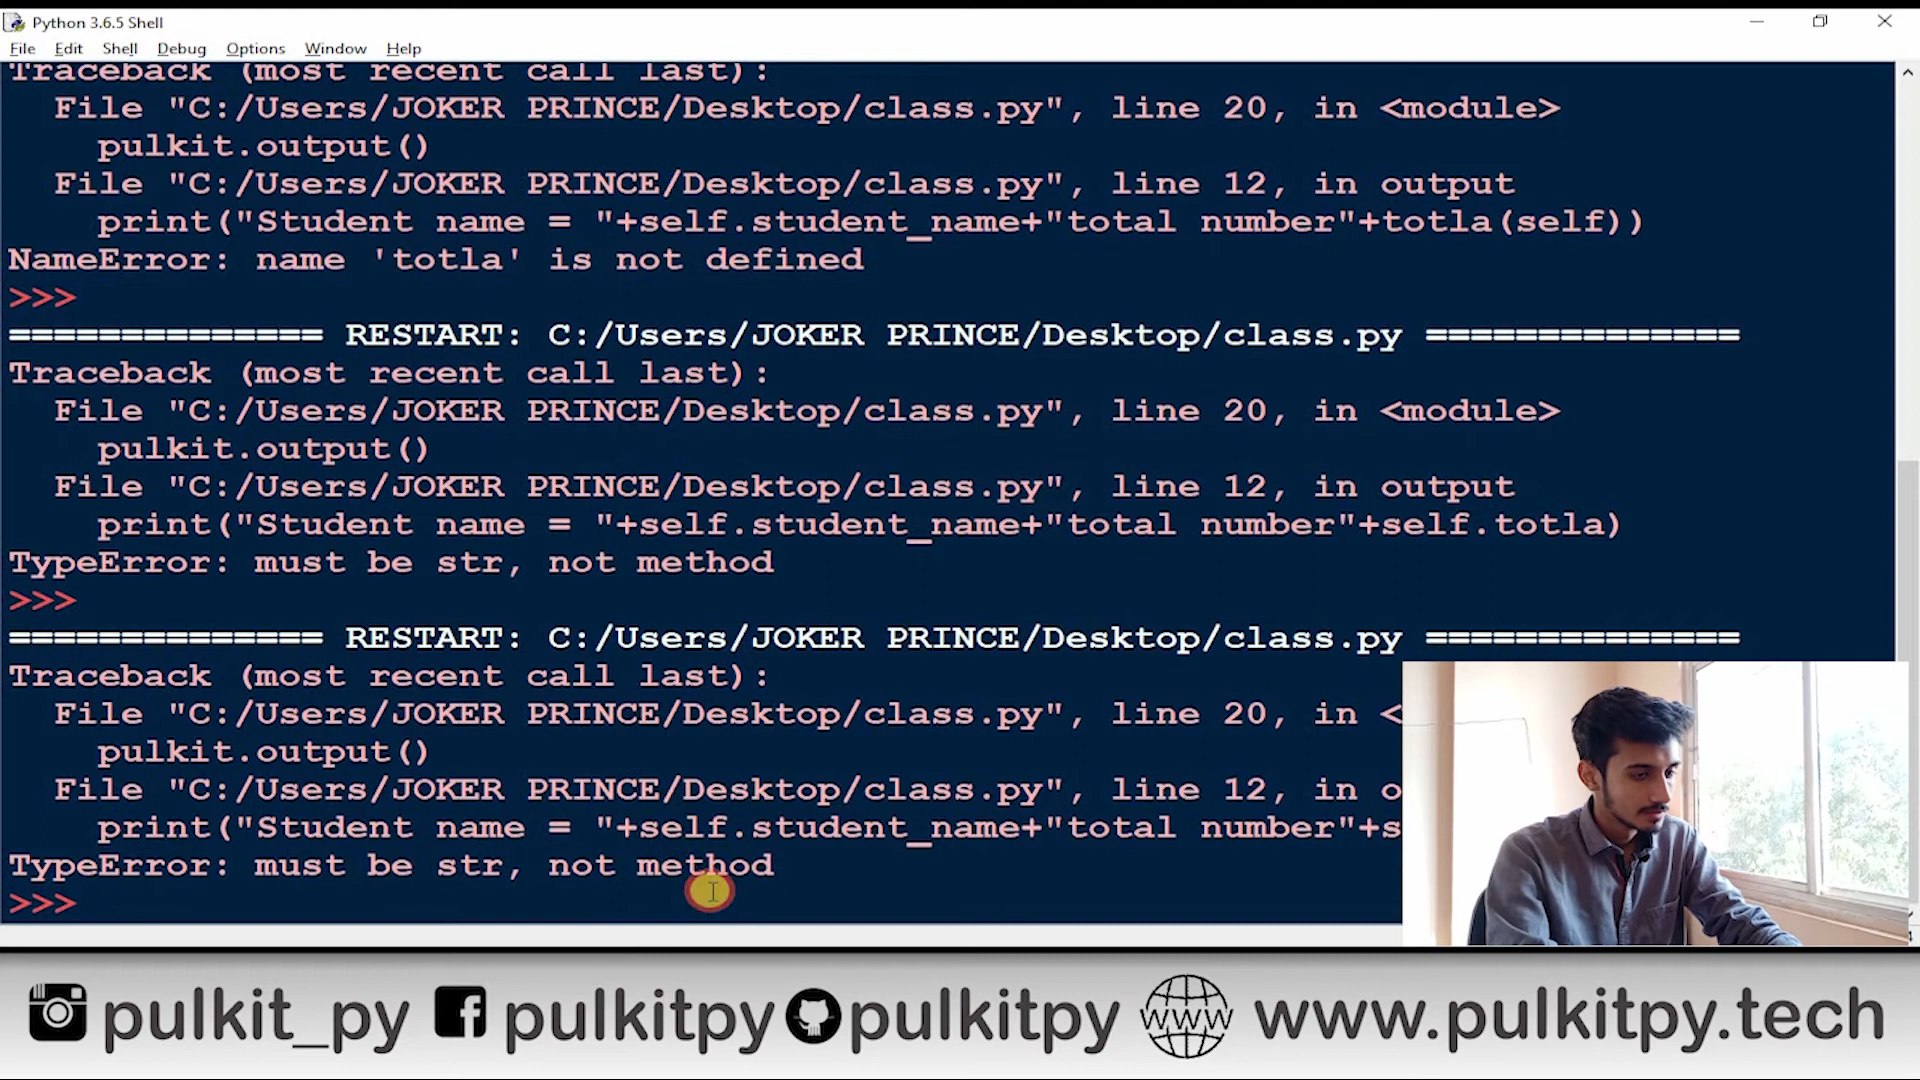 Python 3.6.5 Shell
File Edit Shell Debug Options Window Help
Traceback (most recent call last):
File "C:/Users/JOKER PRINCE/Desktop/class.py", line 20, in <module>
pulkit.output()
File "C:/Users/JOKER PRINCE/Desktop/class.py", line 12, in output
print("Student name = "+self.student_name+"total number"+totla(self))
NameError: name 'totla' is not defined
>>>
============== RESTART: C:/Users/JOKER PRINCE/Desktop/class.py ==============
Traceback (most recent call last):
File "C:/Users/JOKER PRINCE/Desktop/class.py", line 20, in <module>
pulkit.output()
File "C:/Users/JOKER PRINCE/Desktop/class.py", line 12, in output
print("Student name = "+self.student_name+"total number"+self.totla)
TypeError: must be str, not method
>>>
============== RESTART: C:/Users/JOKER PRINCE/Desktop/class.py ==============
Traceback (most recent call last):
File "C:/Users/JOKER PRINCE/Desktop/class.py", line 20, in <
pulkit.output()
File "C:/Users/JOKER PRINCE/Desktop/class.py", line 12, in o
print("Student name = "+self.student_name+"total number"+s
TypeError: must be str, not method
>>>
pulkit_py pulkitpy pulkitpy www www.pulkitpy.tech